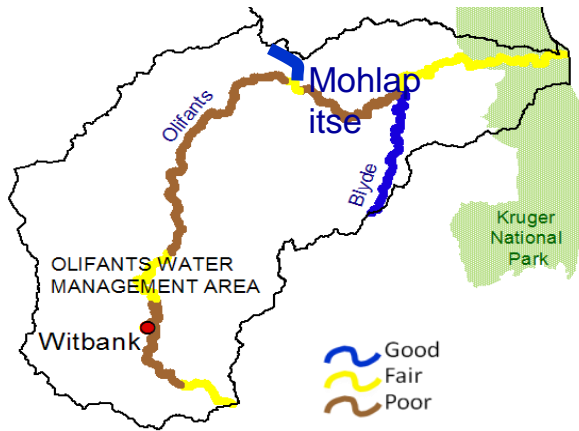 Mohlap
itse
Olifants
Blyde
Kruger
National
Park
OLIFANTS WATER
MANAGEMENT AREA
Witbank
Good
Fair
Poor